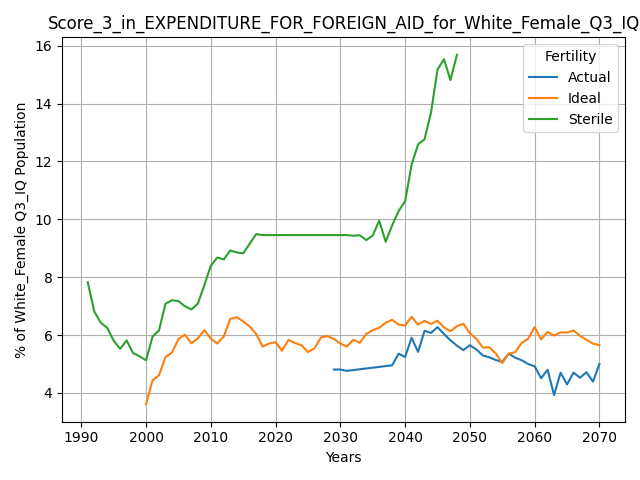 Score_3_in_EXPENDITURE_FOR_FOREIGN_AID_for_White_Female_Q3_IQ
16
14
12
10
8
6
4
% of White_Female Q3_IQ Population
Fertility
Actual
Ideal
Sterile
1990 2000 2010 2020 2030 2040 2050 2060 2070
Years